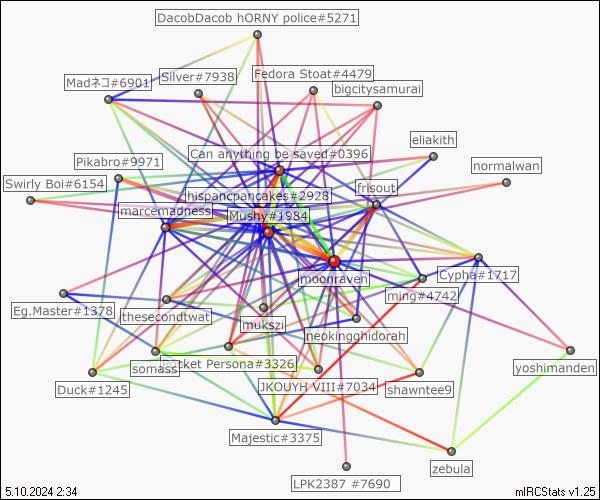 DacobDacob hORNY police#5271
Madネコ#6901
Silver#7938
Fedora Stoat#4479
bigcitysamurai
eliakith
Can anything be saved#0396
Pikabro#9971
normalwan
Swirly Boi#6154
hispancpancakes#2928
frisout
marcemadness
Mushy#1984
moonraven
Cypha#1717
ming#4742
Eg.Master#1378
thesecondtwat
mukszi
neokingghidorah
somass
Persona#3326
yoshimanden
Duck#1245
JKOUYH VIII#7034
shawntee9
Majestic#3375
zebula
LPK2387 #7690
5.10.2024 2:34
mIRCStats v1.25